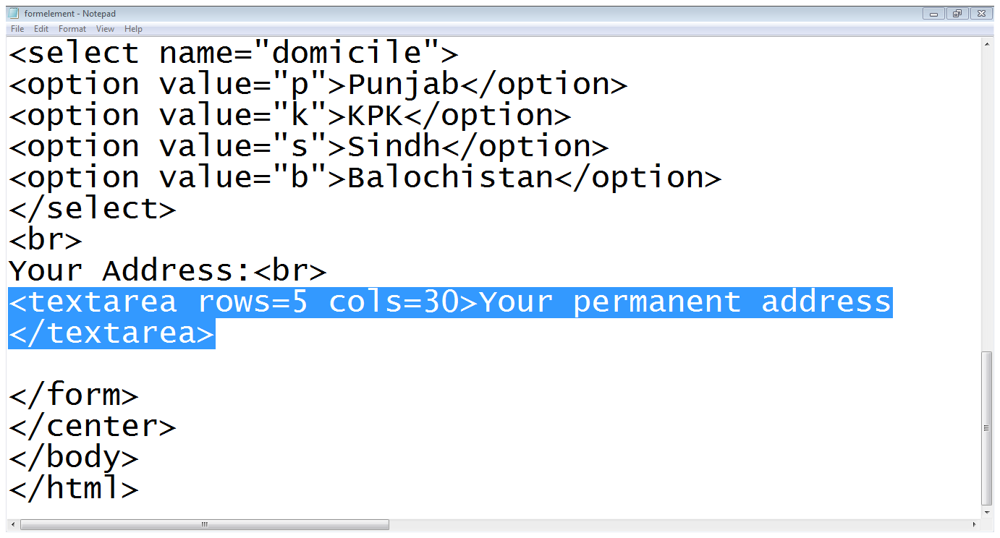 formelement - Notepad
File Edit Format View Help
<select name="domicile">
<option value="p">Punjab</option>
<option value="k">KPK</option>
<option value="s">Sindh</option>
<option value="b">Balochistan</option>
</select>
<br>
Your Address:<br>
<textarea rows=5 cols=30>Your permanent address
</textarea>
</form>
</center>
</body>
</html>